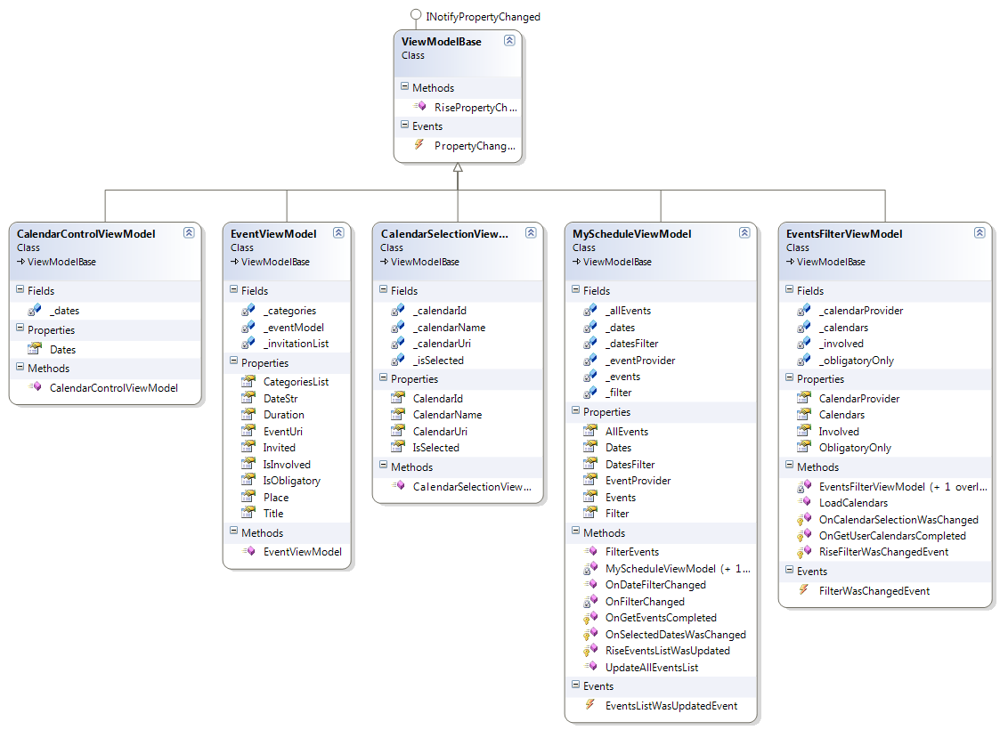 INotifyPropertyChanged
ViewModelBase
Class
Methods
RisePropertyCh...
Events
PropertyChang...
CalendarControlViewModel
Class
ViewModelBase
Fields
_dates
Properties
Dates
Methods
CalendarControlViewModel
EventViewModel
Class
ViewModelBase
Fields
_categories
_eventModel
_invitationList
Properties
CategoriesList
DateStr
Duration
EventUri
Invited
IsInvolved
IsObligatory
Place
Title
Methods
EventViewModel
CalendarSelectionView...
Class
ViewModelBase
Fields
_calendarId
_calendarName
_calendarUri
_isSelected
Properties
CalendarId
CalendarName
CalendarUri
IsSelected
Methods
CalendarSelectionView...
MyScheduleViewModel
Class
ViewModelBase
Fields
_allEvents
_dates
_datesFilter
_eventProvider
_events
_filter
Properties
AllEvents
Dates
DatesFilter
EventProvider
Events
Filter
Methods
FilterEvents
MyScheduleViewModel (+ 1...
OnDateFilterChanged
OnFilterChanged
OnGetEventsCompleted
OnSelectedDatesWasChanged
RiseEventsListWasUpdated
UpdateAllEventsList
Events
EventsListWasUpdatedEvent
EventsFilterViewModel
Class
ViewModelBase
Fields
_calendarProvider
_calendars
_involved
_obligatoryOnly
Properties
CalendarProvider
Calendars
Involved
ObligatoryOnly
Methods
EventsFilterViewModel (+ 1 overl...
LoadCalendars
OnCalendarSelectionWasChanged
OnGetUserCalendarsCompleted
RiseFilterWasChangedEvent
Events
FilterWasChangedEvent